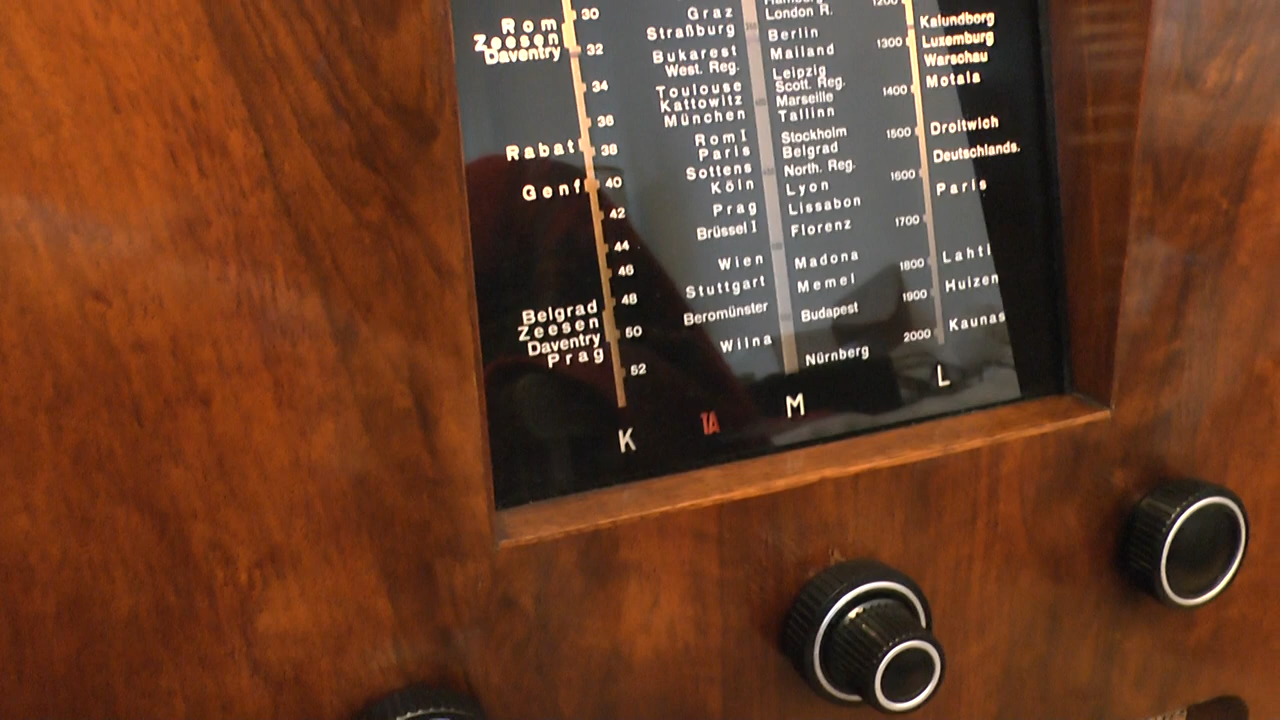 Rom
Zeesen
Daventry
Rabat
Genf
Belgrad
Zeesen
Daventry
Prag
30
32
34
36
38
40
42
44
46
48
50
52
K
Graz
Straßburg
Bukarest
West. Reg.
Toulouse
Kattowitz
München
Rom I
Paris
Sottens
Köln
Prag
Brüssel I
Wien
Stuttgart
Beromünster
Wilna
TA
Hamburg
London R.
Berlin
Mailand
Leipzig
Scott. Reg.
Marseille
Tallinn
Stockholm
Belgrad
North. Reg.
Lyon
Lissabon
Florenz
Madona
Memel
Budapest
Nürnberg
M
1200
1300
1400
1500
1600
1700
1800
1900
2000
Kalundborg
Luxemburg
Warschau
Motala
Droitwich
Deutschlands.
Paris
Lahti
Huizen
Kaunas
L